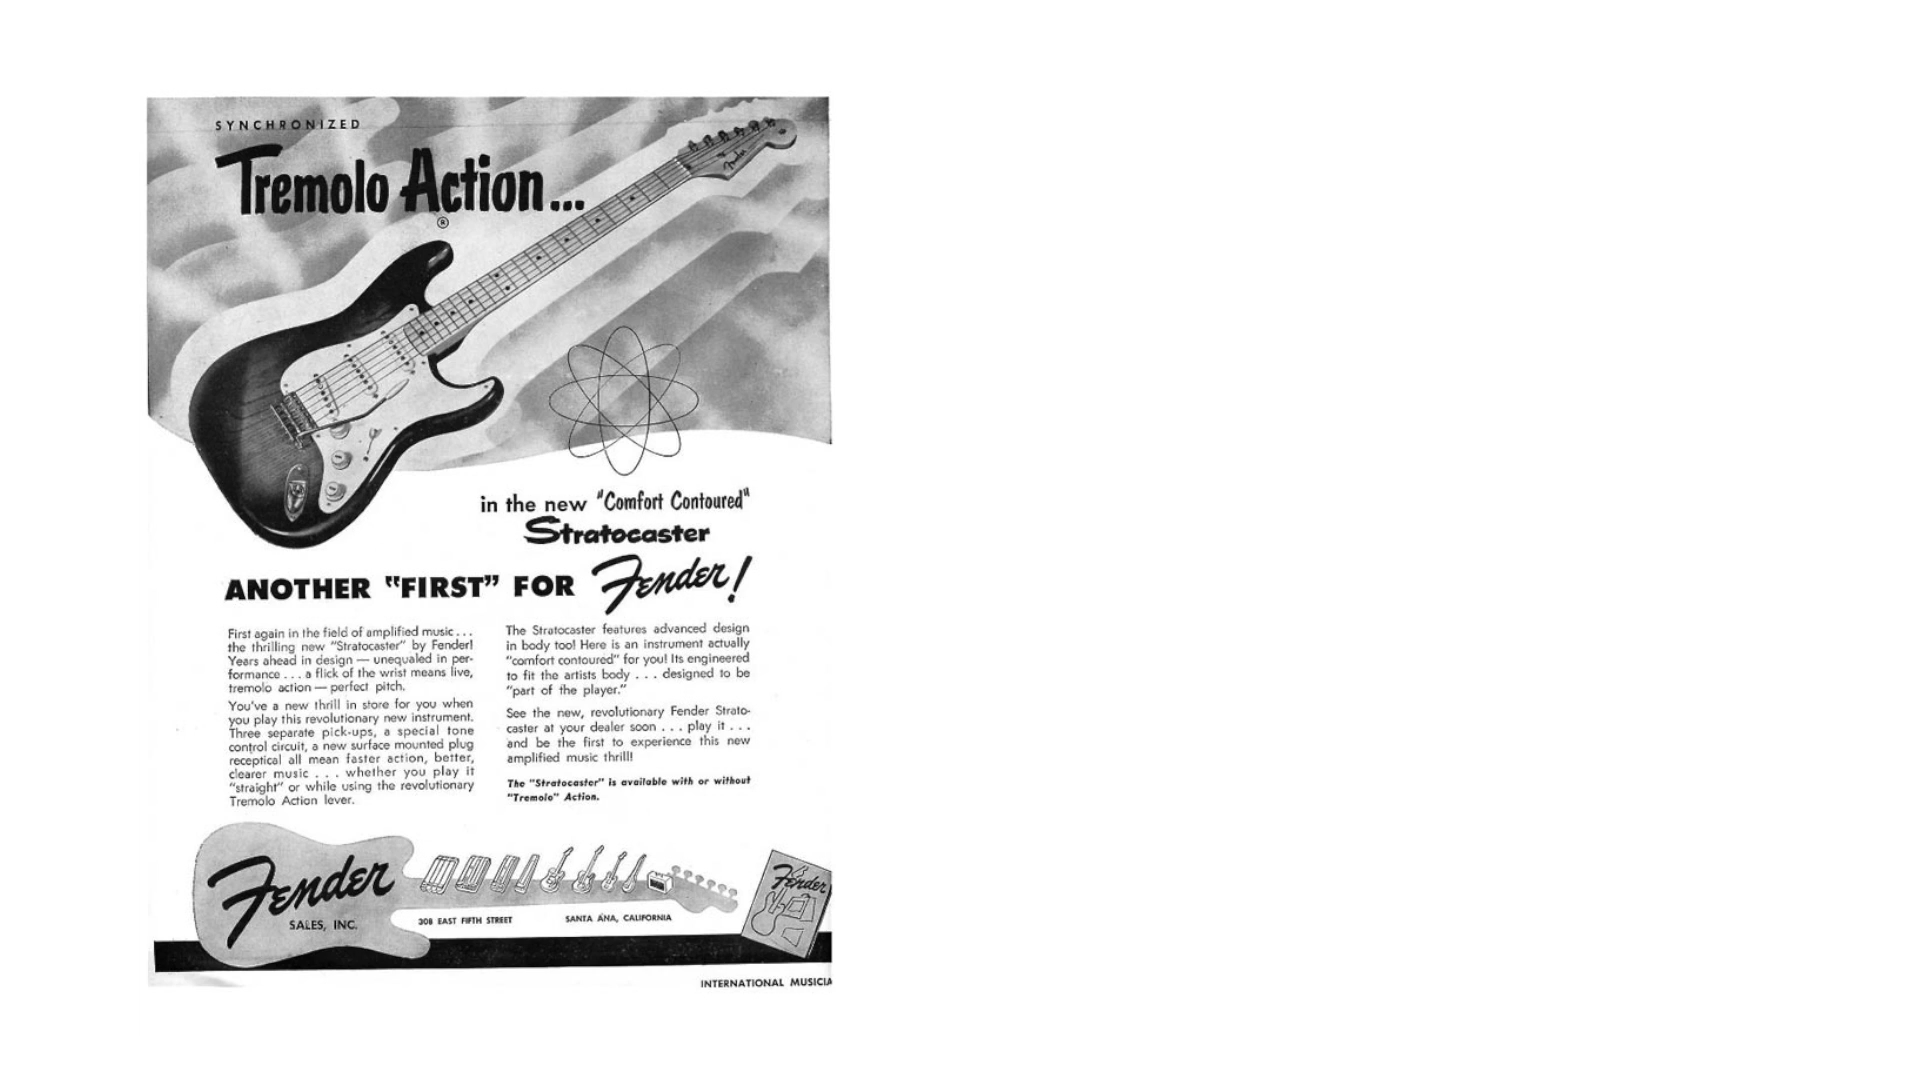 SYNCHRONIZED
Tremolo Action...
®
Fender
in the new "Comfort Contoured"
Stratocaster
ANOTHER "FIRST" FOR Fender!
First again in the field of amplified music...
the thrilling new "Stratocaster" by Fender!
Years ahead in design — unequaled in per-
formance ... a flick of the wrist means live,
tremolo action — perfect pitch.
You've a new thrill in store for you when
you play this revolutionary new instrument.
Three separate pick-ups, a special tone
control circuit, a new surface mounted plug
receptical all mean faster action, better,
clearer music ... whether you play it
"straight" or while using the revolutionary
Tremolo Action lever.
The Stratocaster features advanced design
in body too! Here is an instrument actually
"comfort contoured" for you! Its engineered
to fit the artists body ... designed to be
"part of the player."
See the new, revolutionary Fender Strato-
caster at your dealer soon ... play it ...
and be the first to experience this new
amplified music thrill!
The "Stratocaster" is available with or without
"Tremolo" Action.
Fender
SALES, INC.
308 EAST FIFTH STREET
SANTA ANA, CALIFORNIA
Fender
INTERNATIONAL MUSICIA